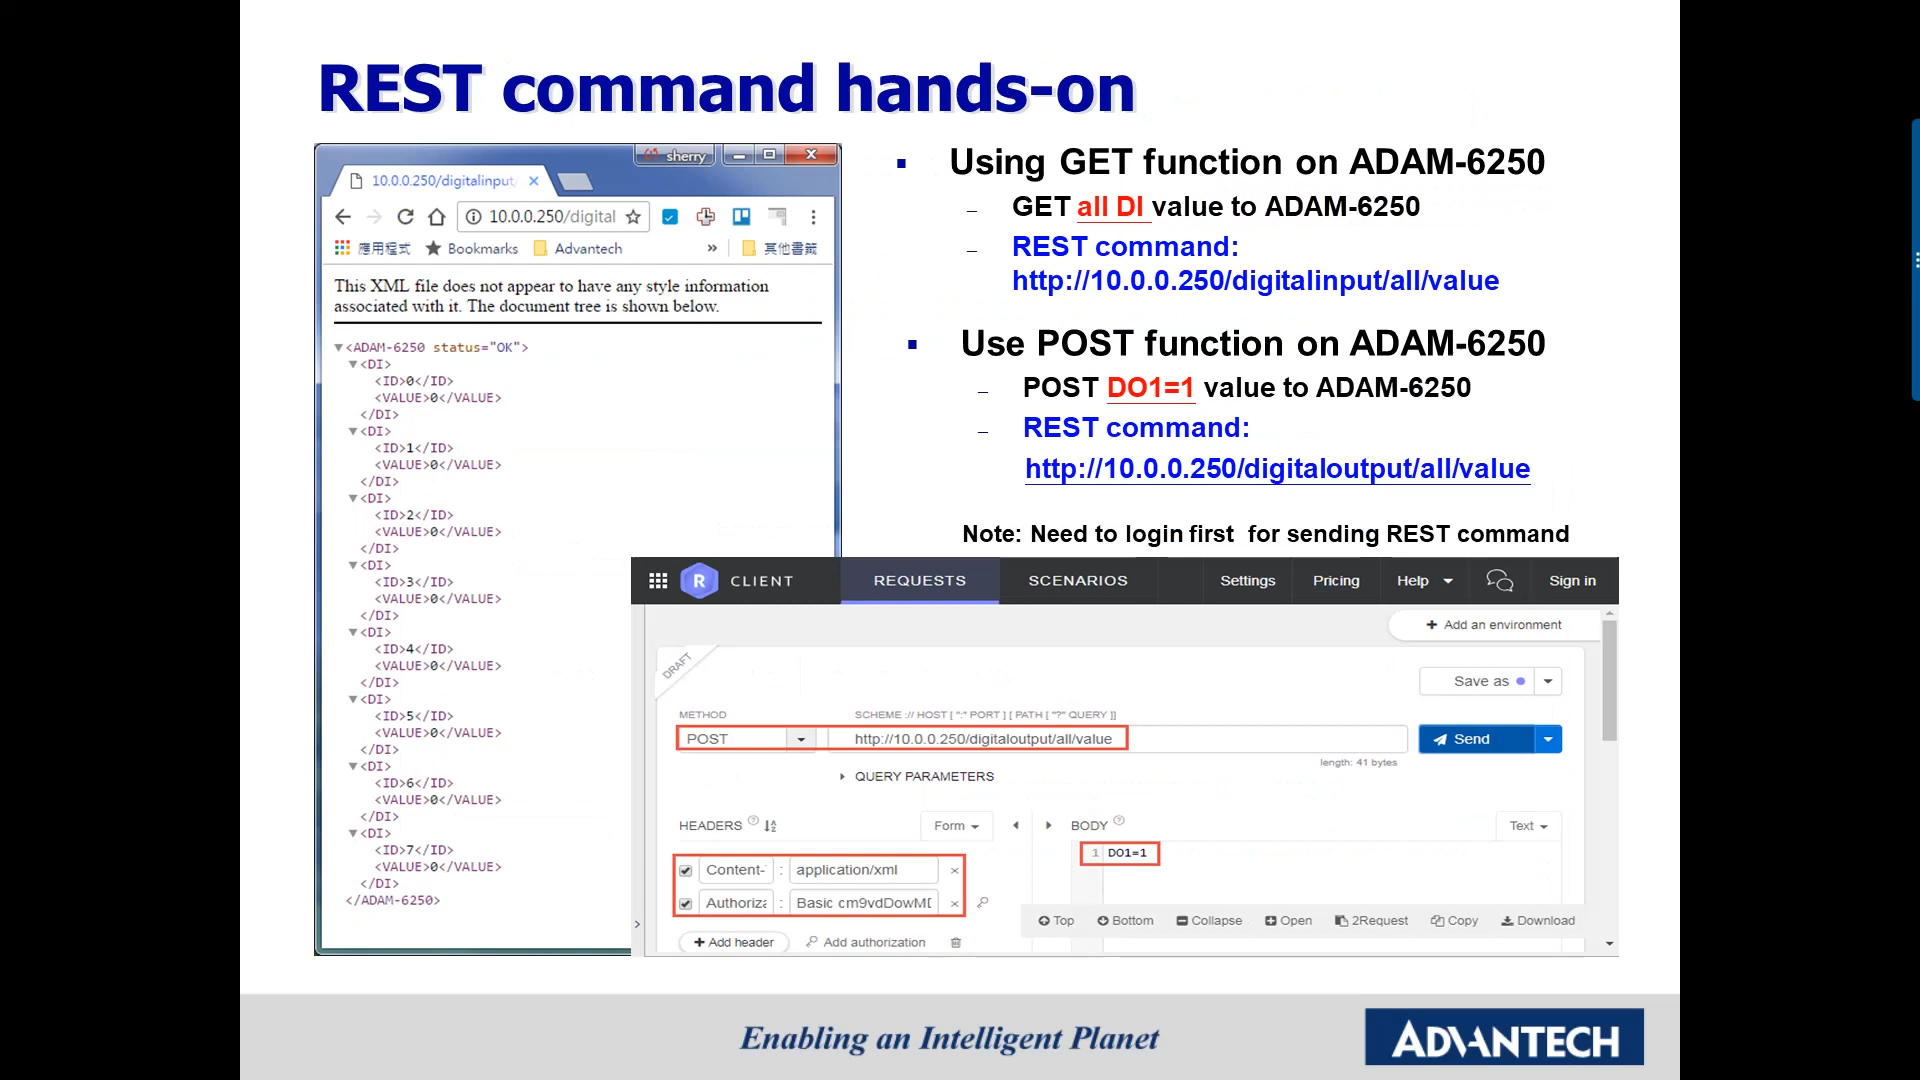 REST command hands-on
sherry
10.0.0.250/digitalinput
10.0.0.250/digital
應用程式 Bookmarks Advantech » 其他書籤
This XML file does not appear to have any style information
associated with it. The document tree is shown below.
▼<ADAM-6250 status="OK">
▼<DI>
<ID>0</ID>
<VALUE>0</VALUE>
</DI>
▼<DI>
<ID>1</ID>
<VALUE>0</VALUE>
</DI>
▼<DI>
<ID>2</ID>
<VALUE>0</VALUE>
</DI>
▼<DI>
<ID>3</ID>
<VALUE>0</VALUE>
</DI>
▼<DI>
<ID>4</ID>
<VALUE>0</VALUE>
</DI>
▼<DI>
<ID>5</ID>
<VALUE>0</VALUE>
</DI>
▼<DI>
<ID>6</ID>
<VALUE>0</VALUE>
</DI>
▼<DI>
<ID>7</ID>
<VALUE>0</VALUE>
</DI>
</ADAM-6250>
▪ Using GET function on ADAM-6250
– GET all DI value to ADAM-6250
– REST command:
http://10.0.0.250/digitalinput/all/value
▪ Use POST function on ADAM-6250
– POST DO1=1 value to ADAM-6250
– REST command:
http://10.0.0.250/digitaloutput/all/value
Note: Need to login first for sending REST command
R CLIENT REQUESTS SCENARIOS Settings Pricing Help Sign in
+ Add an environment
DRAFT
Save as
METHOD SCHEME :// HOST [ ":" PORT ] [ PATH [ "?" QUERY ]]
POST http://10.0.0.250/digitaloutput/all/value Send
length: 41 bytes
QUERY PARAMETERS
HEADERS Form BODY Text
1 DO1=1
Content- : application/xml ×
Authoriza : Basic cm9vdDowMD ×
Top Bottom Collapse Open 2Request Copy Download
+ Add header Add authorization
Enabling an Intelligent Planet
ADVANTECH